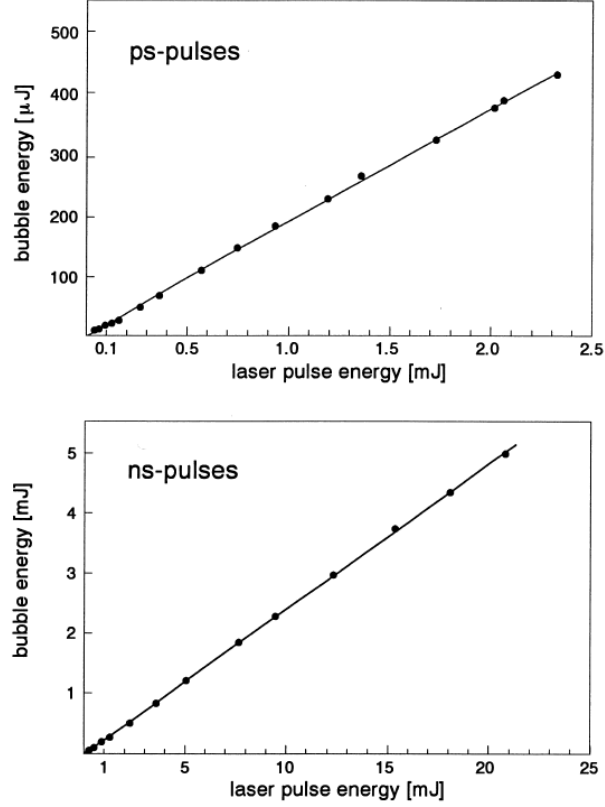 500
ps-pulses
400
300
200
100
bubble energy [μJ]
0.1 0.5 1.0 1.5 2.0 2.5
laser pulse energy [mJ]
5
ns-pulses
4
3
2
1
bubble energy [mJ]
1 5 10 15 20 25
laser pulse energy [mJ]